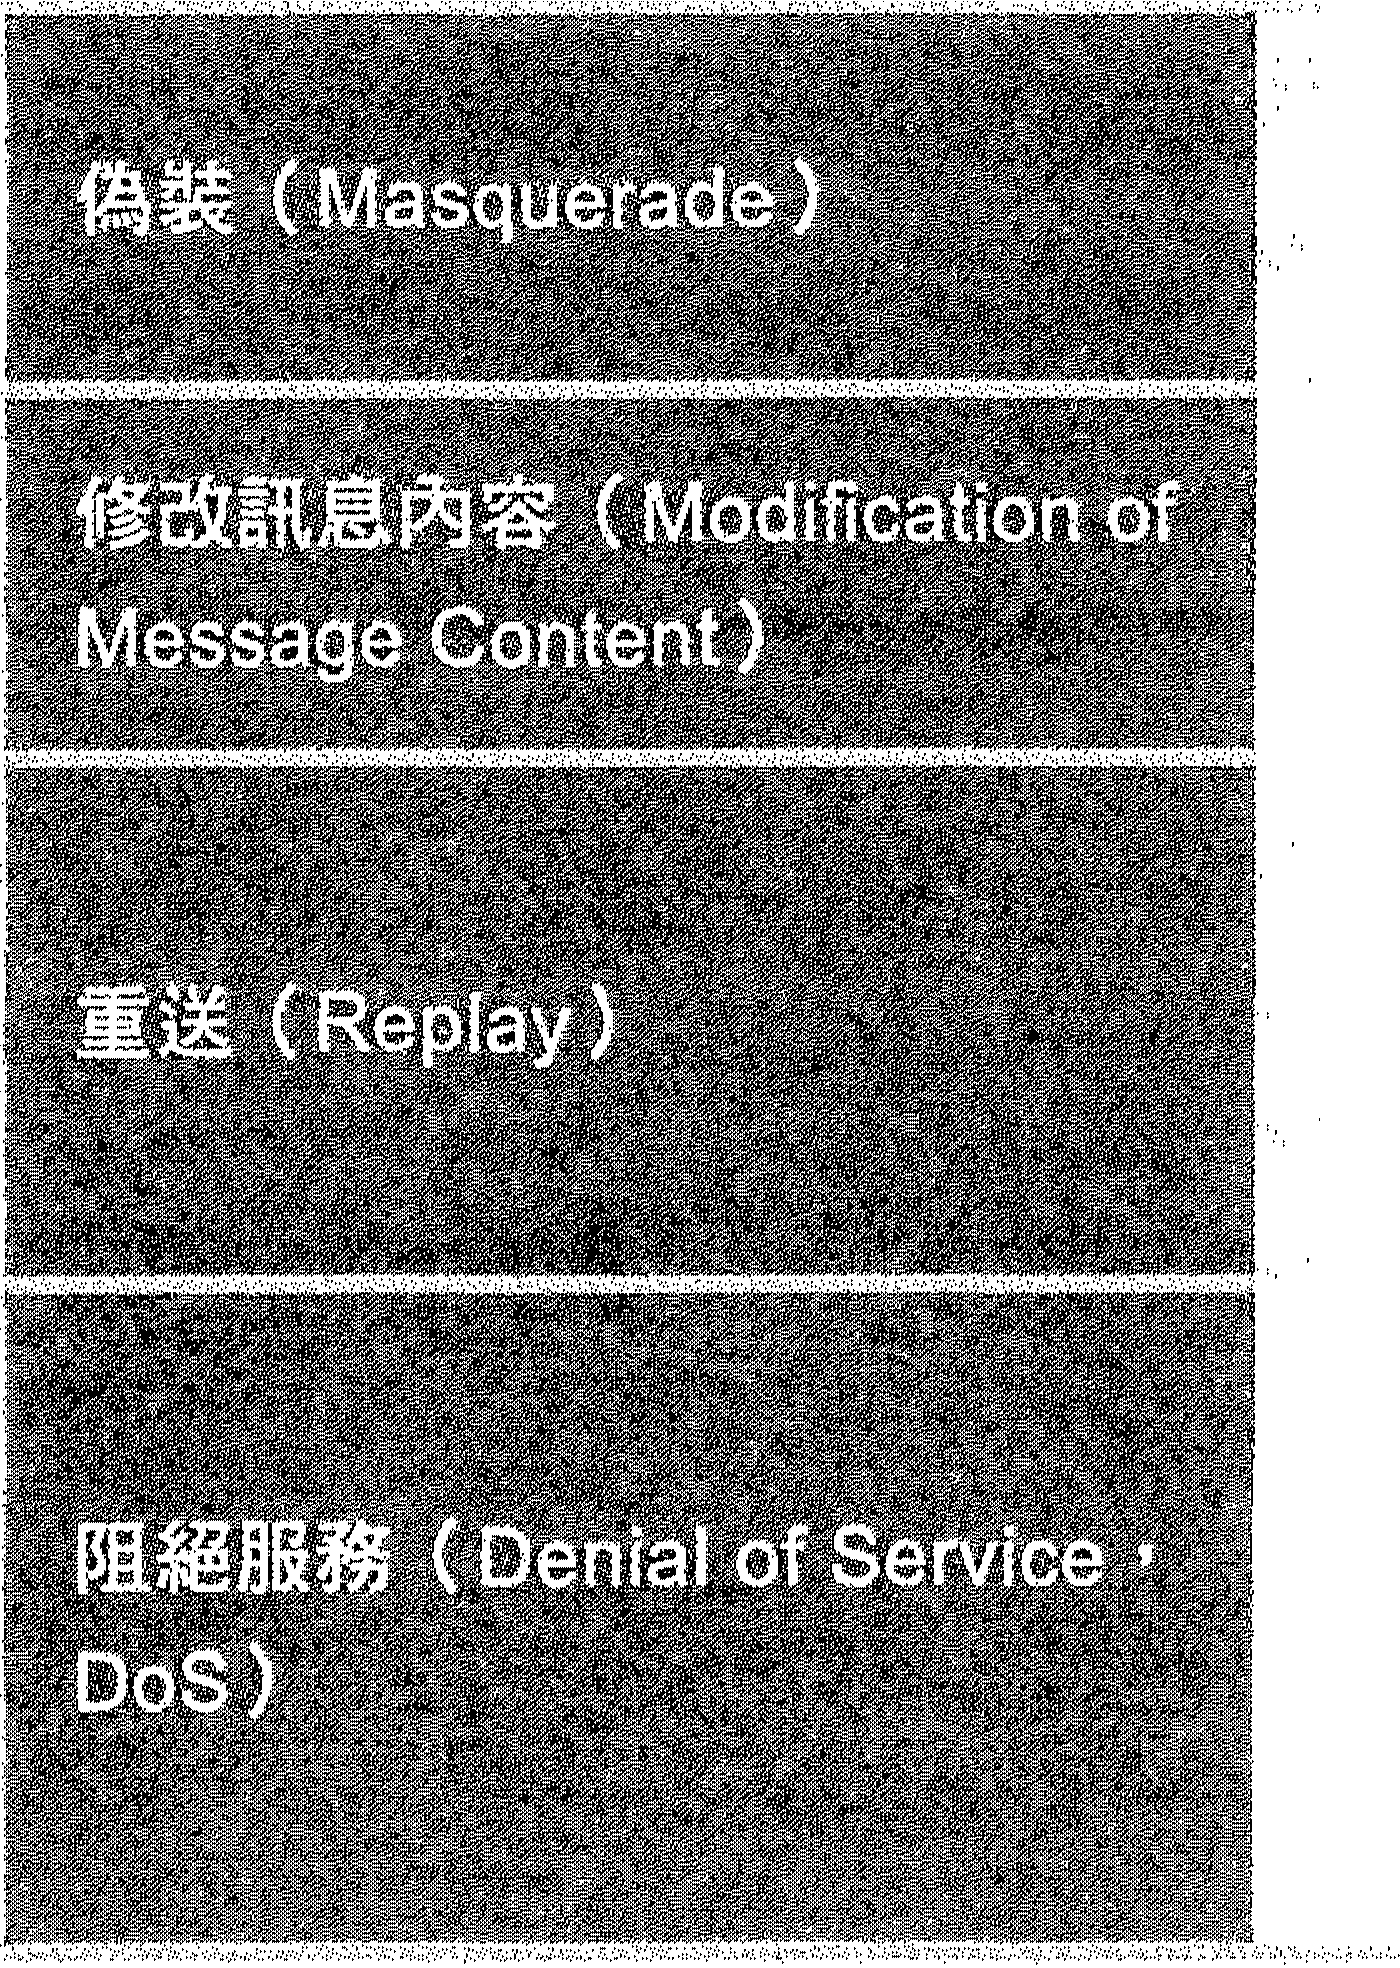 偽裝（Masquerade）
修改訊息內容（Modification of
Message Content）
重送（Replay）
阻絕服務（Denial of Service，
DoS）